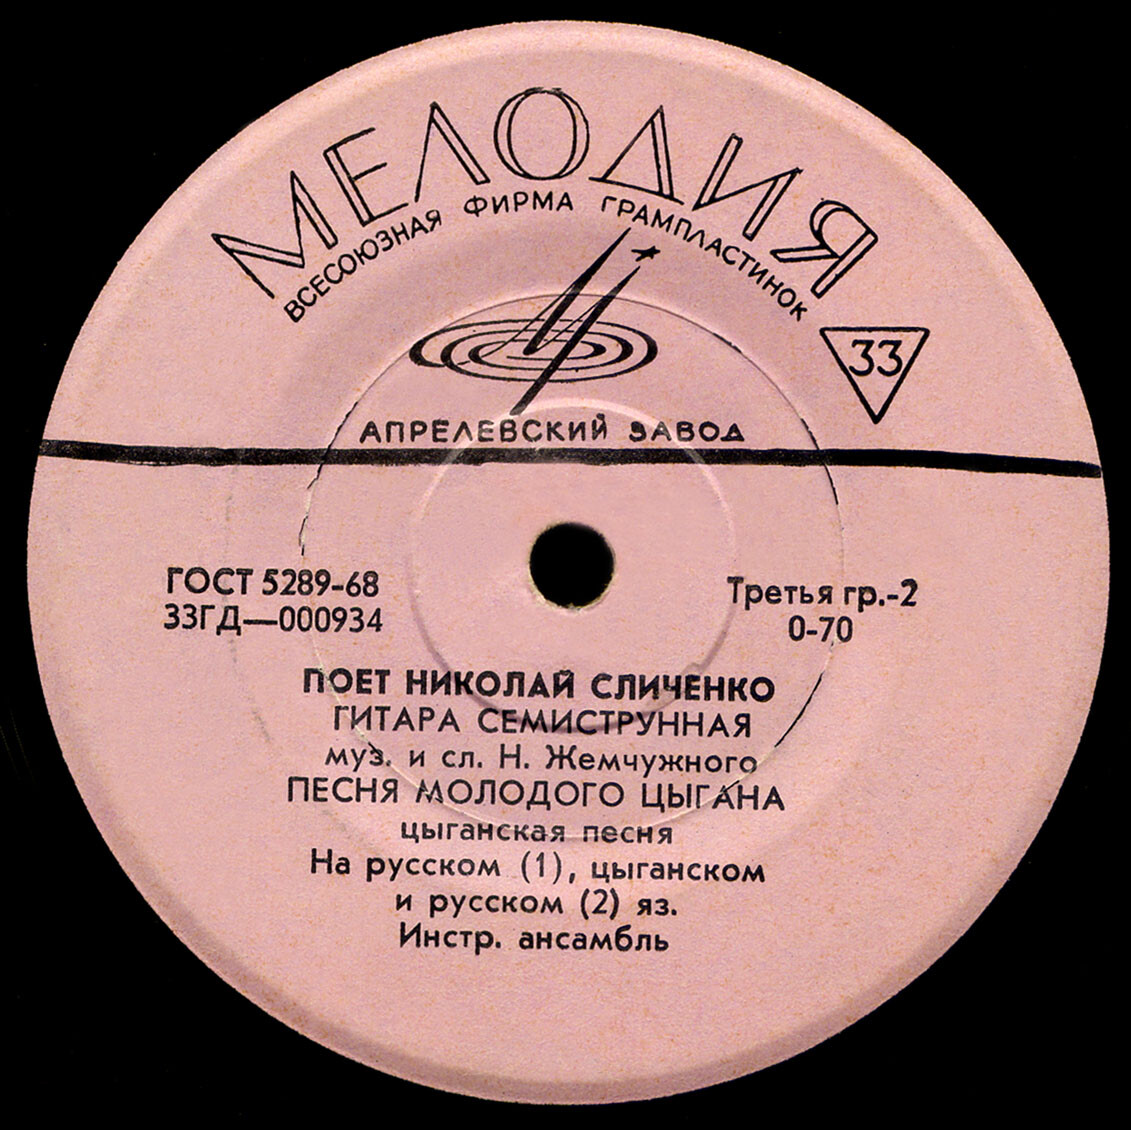 МЕЛОДИЯ
ВСЕСОЮЗНАЯ ФИРМА ГРАМПЛАСТИНОК
33
АПРЕЛЕВСКИЙ ЗАВОД
ГОСТ 5289-68
33ГД—000934
Третья гр.-2
0-70
ПОЕТ НИКОЛАЙ СЛИЧЕНКО
ГИТАРА СЕМИСТРУННАЯ
муз. и сл. Н. Жемчужного
ПЕСНЯ МОЛОДОГО ЦЫГАНА
цыганская песня
На русском (1), цыганском
и русском (2) яз.
Инстр. ансамбль